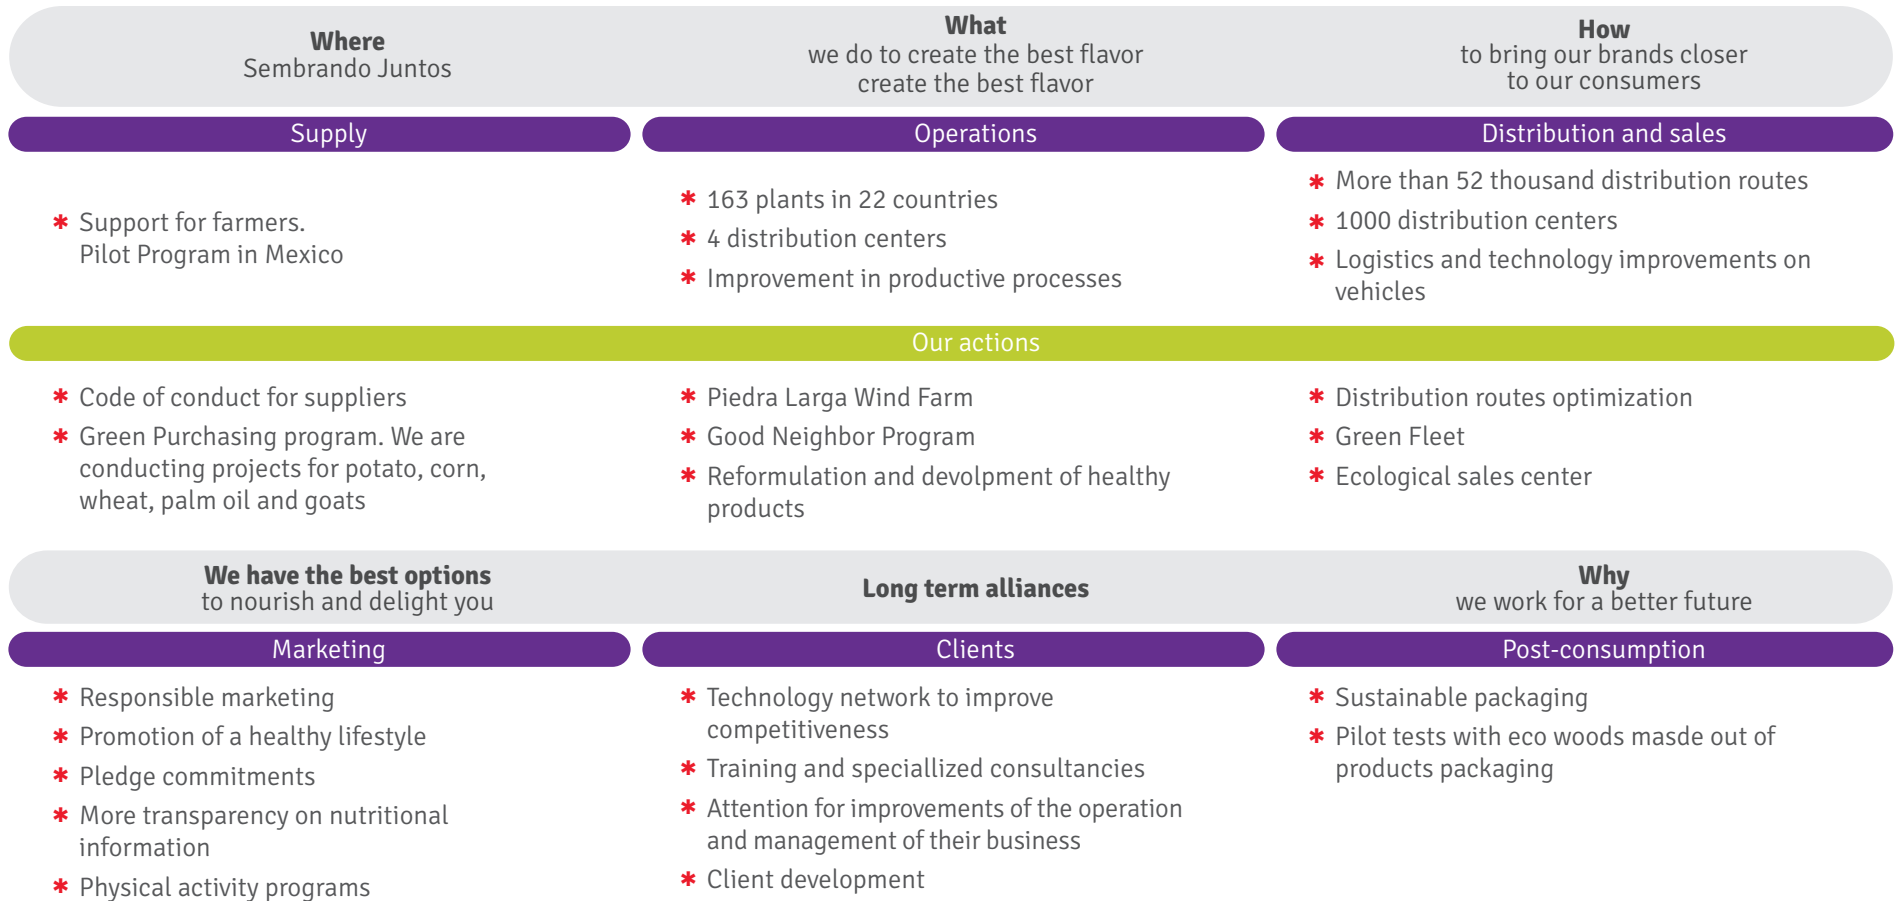 Where
Sembrando Juntos
What
we do to create the best flavor
create the best flavor
How
to bring our brands closer
to our consumers
Supply
Operations
Distribution and sales
* Support for farmers.
Pilot Program in Mexico
* 163 plants in 22 countries
* 4 distribution centers
* Improvement in productive processes
* More than 52 thousand distribution routes
* 1000 distribution centers
* Logistics and technology improvements on
vehicles
Our actions
* Code of conduct for suppliers
* Green Purchasing program. We are
conducting projects for potato, corn,
wheat, palm oil and goats
* Piedra Larga Wind Farm
* Good Neighbor Program
* Reformulation and devolpment of healthy
products
* Distribution routes optimization
* Green Fleet
* Ecological sales center
We have the best options
to nourish and delight you
Long term alliances
Why
we work for a better future
Marketing
Clients
Post-consumption
* Responsible marketing
* Promotion of a healthy lifestyle
* Pledge commitments
* More transparency on nutritional
information
* Physical activity programs
* Technology network to improve
competitiveness
* Training and speciallized consultancies
* Attention for improvements of the operation
and management of their business
* Client development
* Sustainable packaging
* Pilot tests with eco woods masde out of
products packaging